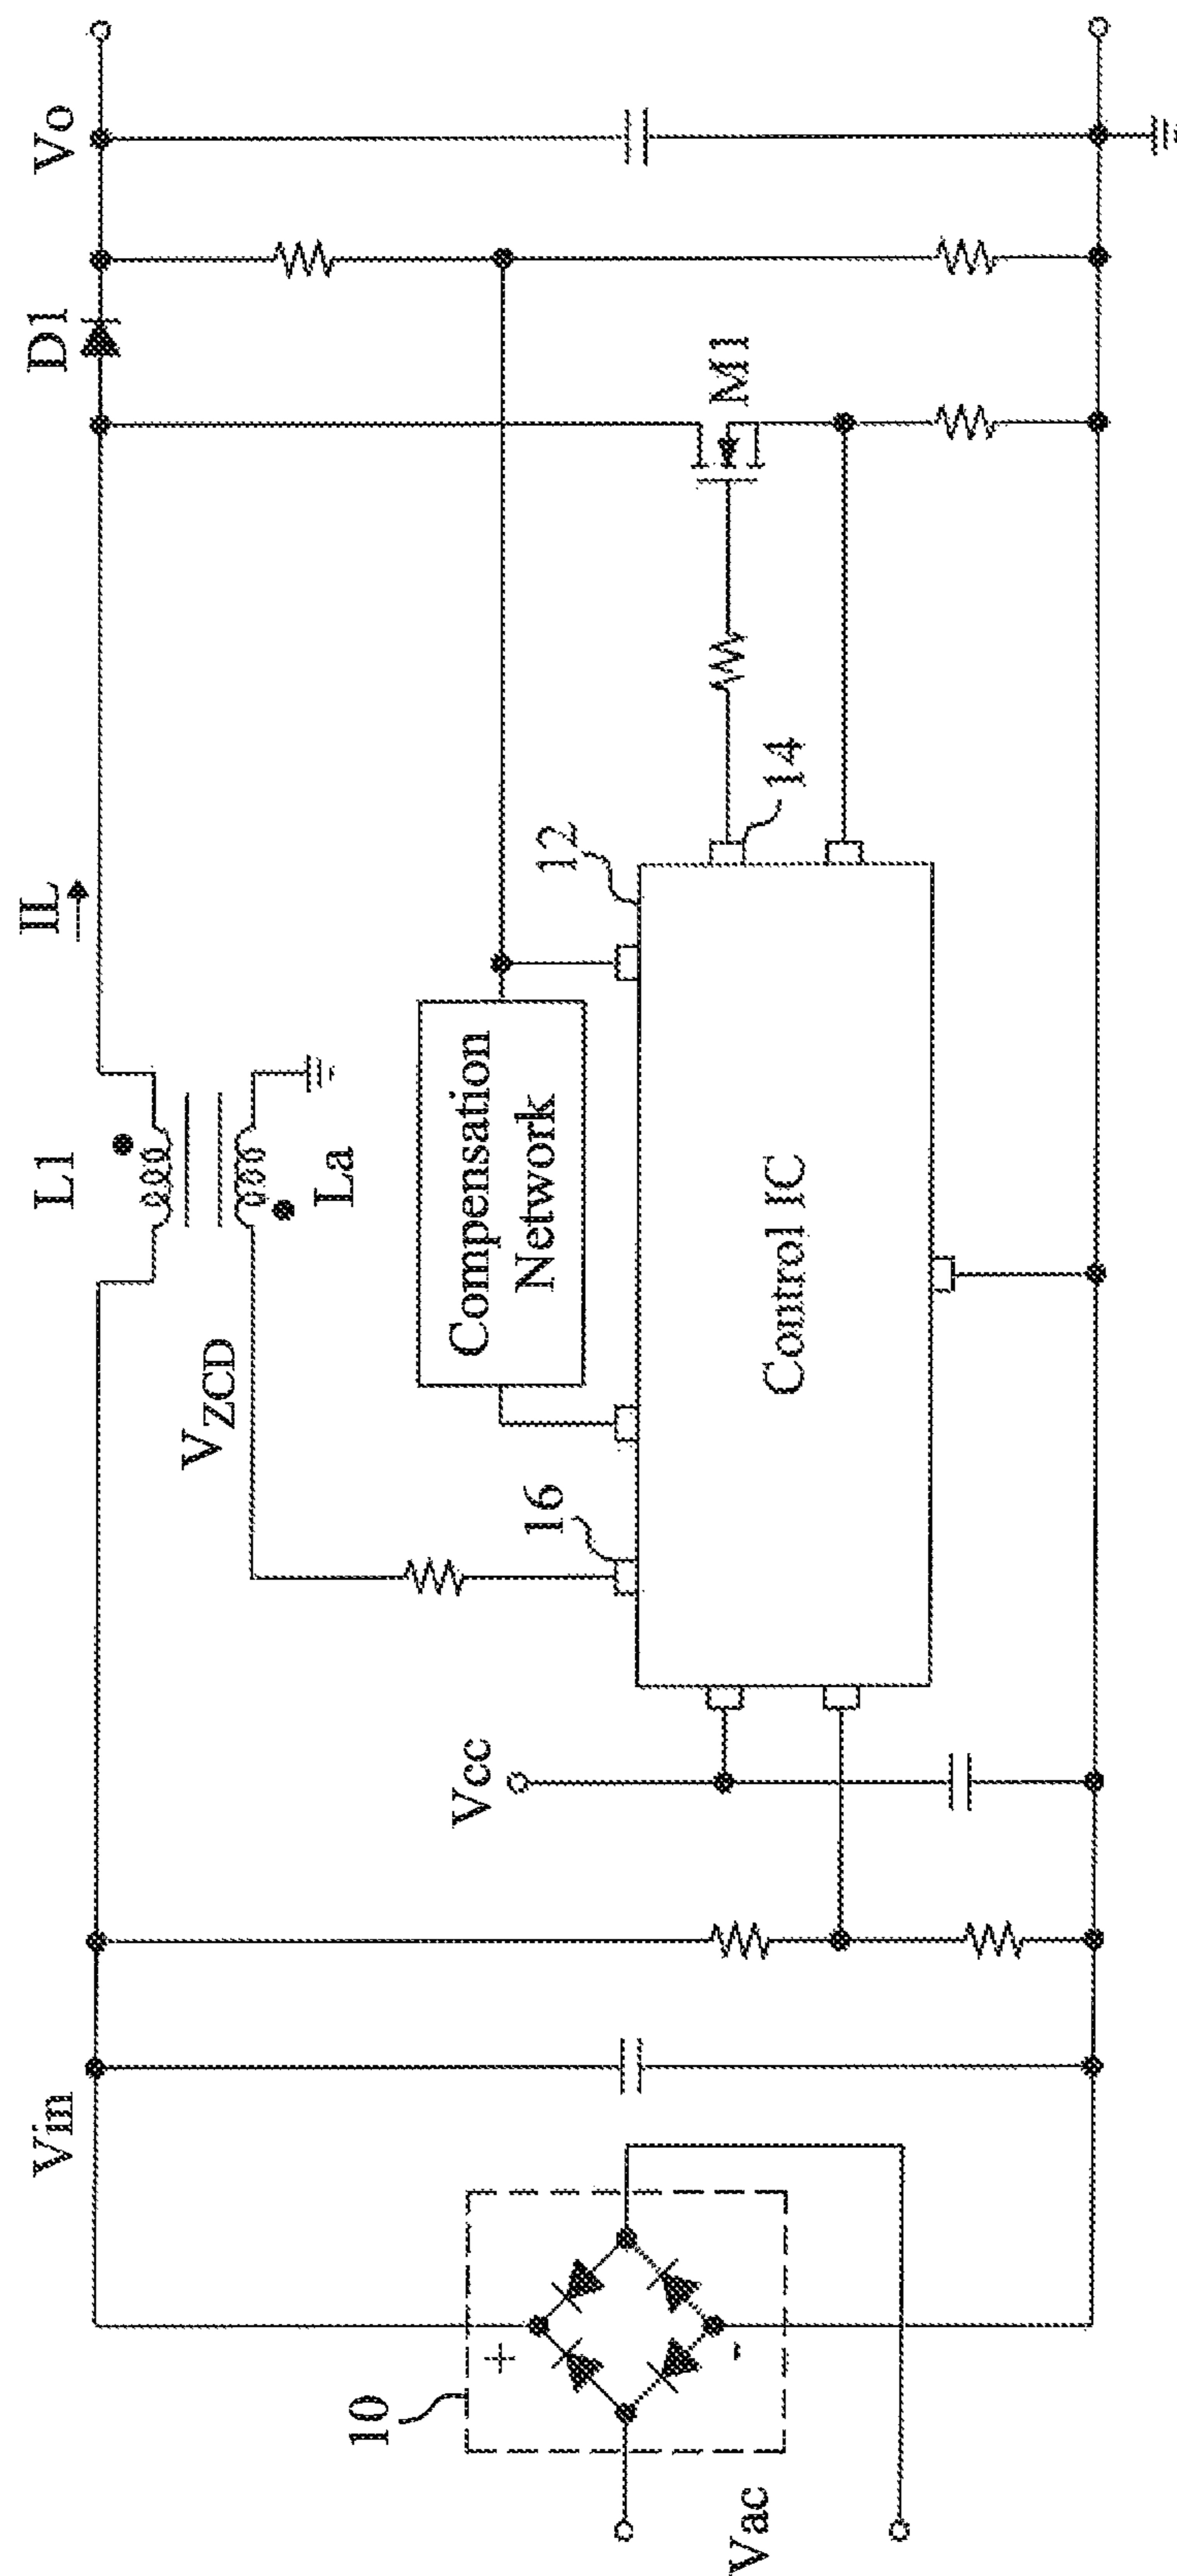 Vac
10
+
-
Vin
Vcc
VZCD
16
L1
La
IL
Compensation
Network
12
Control IC
14
M1
D1
Vo